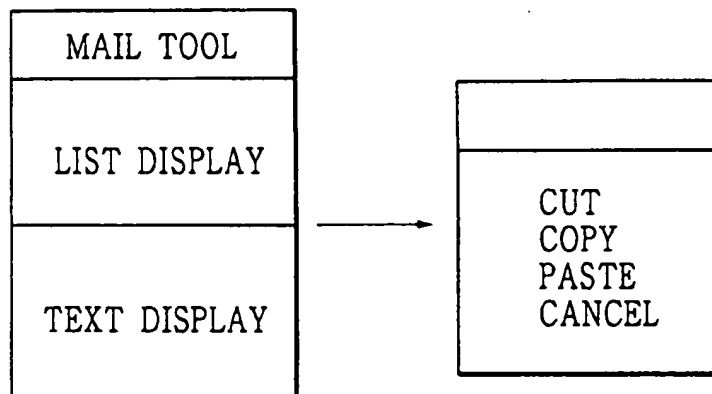 MAIL TOOL
LIST DISPLAY
TEXT DISPLAY
CUT
COPY
PASTE
CANCEL